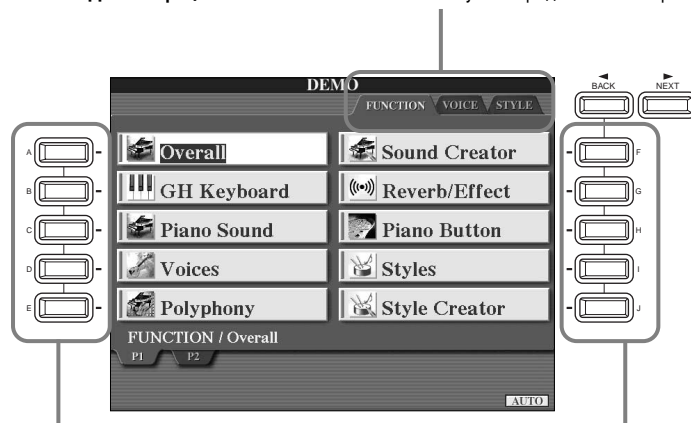 DEMO
FUNCTION VOICE STYLE
BACK NEXT
A Overall Sound Creator F
B GH Keyboard Reverb/Effect G
C Piano Sound Piano Button H
D Voices Styles I
E Polyphony Style Creator J
FUNCTION / Overall
P1 P2
AUTO